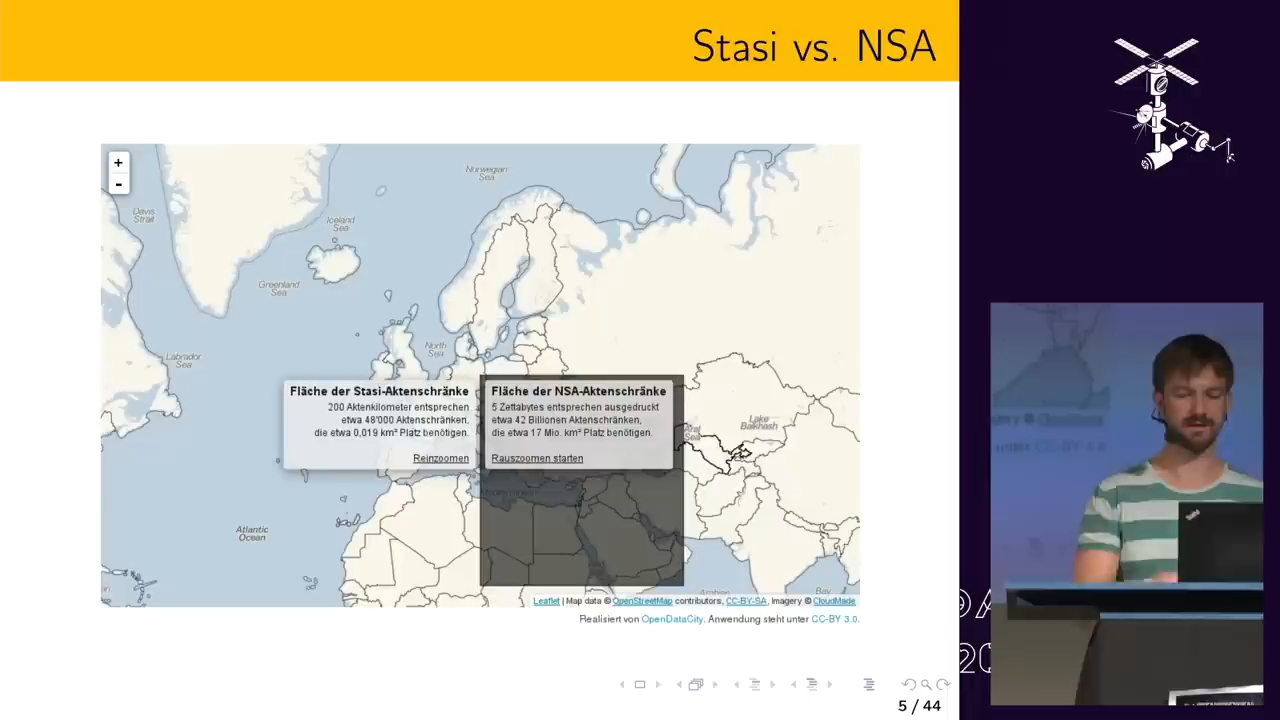 Stasi vs. NSA
+
-
Norwegian
Sea
Davis
Strait
Iceland
Sea
Greenland
Sea
North
Sea
Labrador
Sea
Fläche der Stasi-Aktenschränke
200 Aktenkilometer entsprechen
etwa 48'000 Aktenschränken,
die etwa 0,019 km² Platz benötigen.
Reinzoomen
Fläche der NSA-Aktenschränke
5 Zettabytes entsprechen ausgedruckt
etwa 42 Billionen Aktenschränken,
die etwa 17 Mio. km² Platz benötigen.
Rauszoomen starten
Aral
Sea
Lake
Balkhash
Atlantic
Ocean
Arabian
Bay
Leaflet | Map data © OpenStreetMap contributors, CC-BY-SA, Imagery © CloudMade
Realisiert von OpenDataCity. Anwendung steht unter CC-BY 3.0.
5 / 44